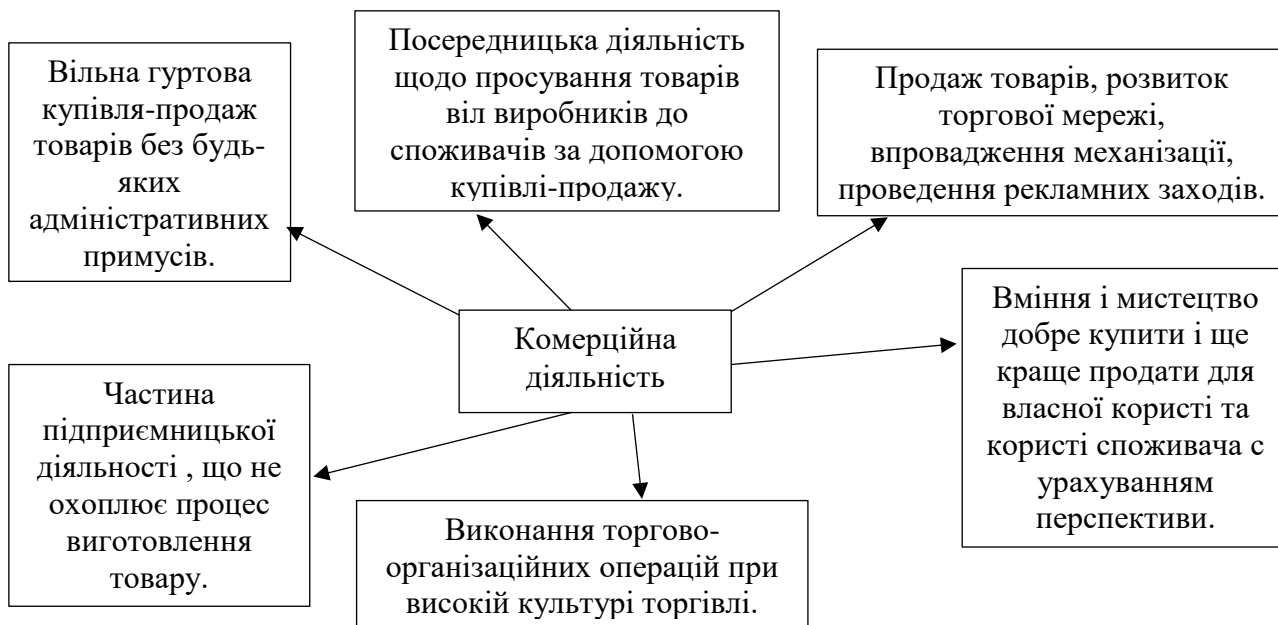 Вільна гуртова
купівля-продаж
товарів без будь-
яких
адміністративних
примусів.
Посередницька діяльність
щодо просування товарів
віл виробників до
споживачів за допомогою
купівлі-продажу.
Продаж товарів, розвиток
торгової мережі,
впровадження механізації,
проведення рекламних заходів.
Комерційна
діяльність
Вміння і мистецтво
добре купити і ще
краще продати для
власної користі та
користі споживача с
урахуванням
перспективи.
Частина
підприємницької
діяльності , що не
охоплює процес
виготовлення
товару.
Виконання торгово-
організаційних операцій при
високій культурі торгівлі.